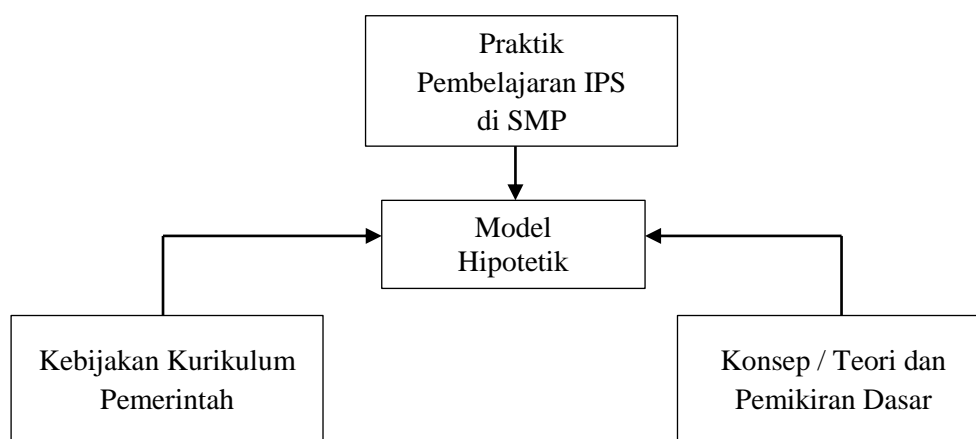 Praktik
Pembelajaran IPS
di SMP
Model
Hipotetik
Kebijakan Kurikulum
Pemerintah
Konsep / Teori dan
Pemikiran Dasar